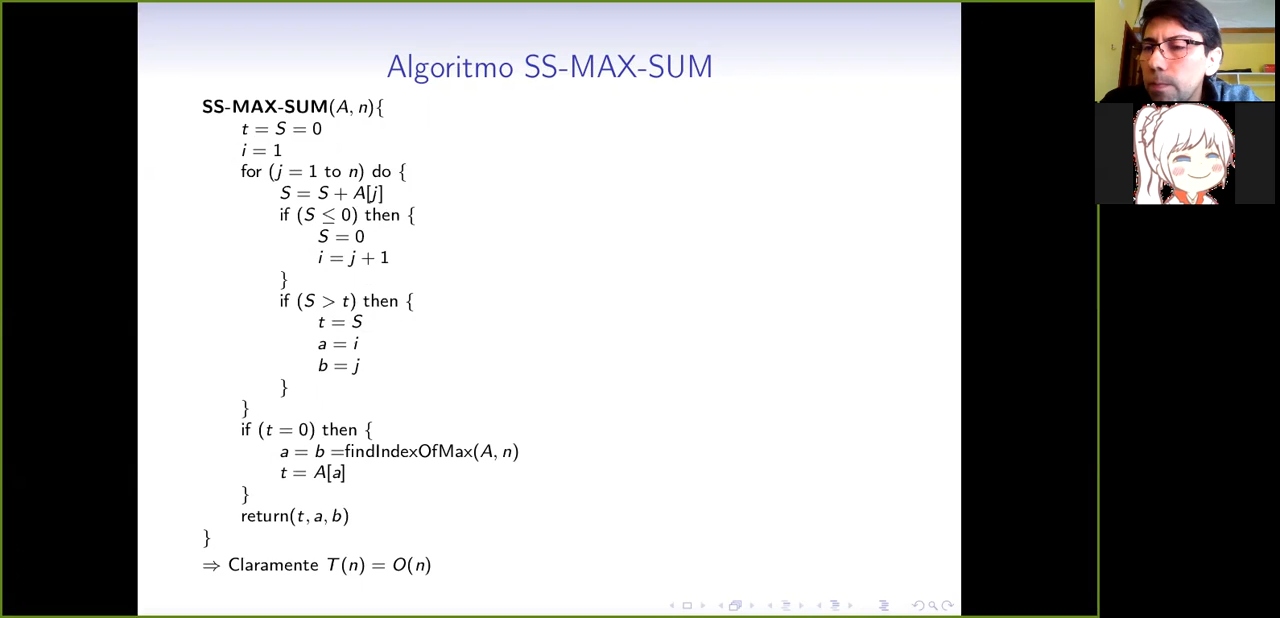 Algoritmo SS-MAX-SUM
SS-MAX-SUM(A, n){
t = S = 0
i = 1
for (j = 1 to n) do {
S = S + A[j]
if (S ≤ 0) then {
S = 0
i = j + 1
}
if (S > t) then {
t = S
a = i
b = j
}
}
if (t = 0) then {
a = b =findIndexOfMax(A, n)
t = A[a]
}
return(t, a, b)
}
⇒ Claramente T(n) = O(n)